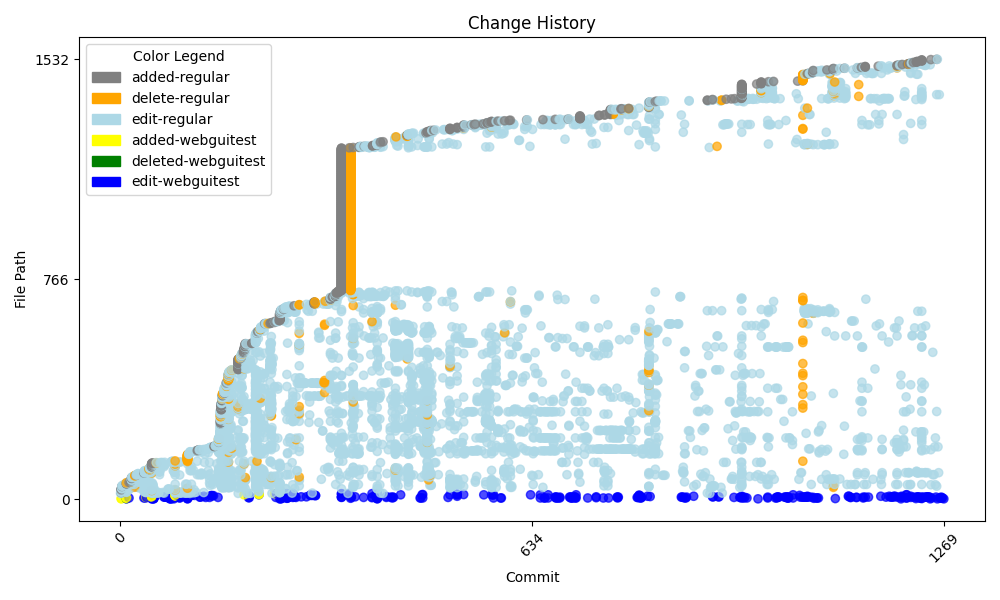 Change History
Color Legend
added-regular
delete-regular
edit-regular
added-webguitest
deleted-webguitest
edit-webguitest
1532
766
0
File Path
0
634
1269
Commit